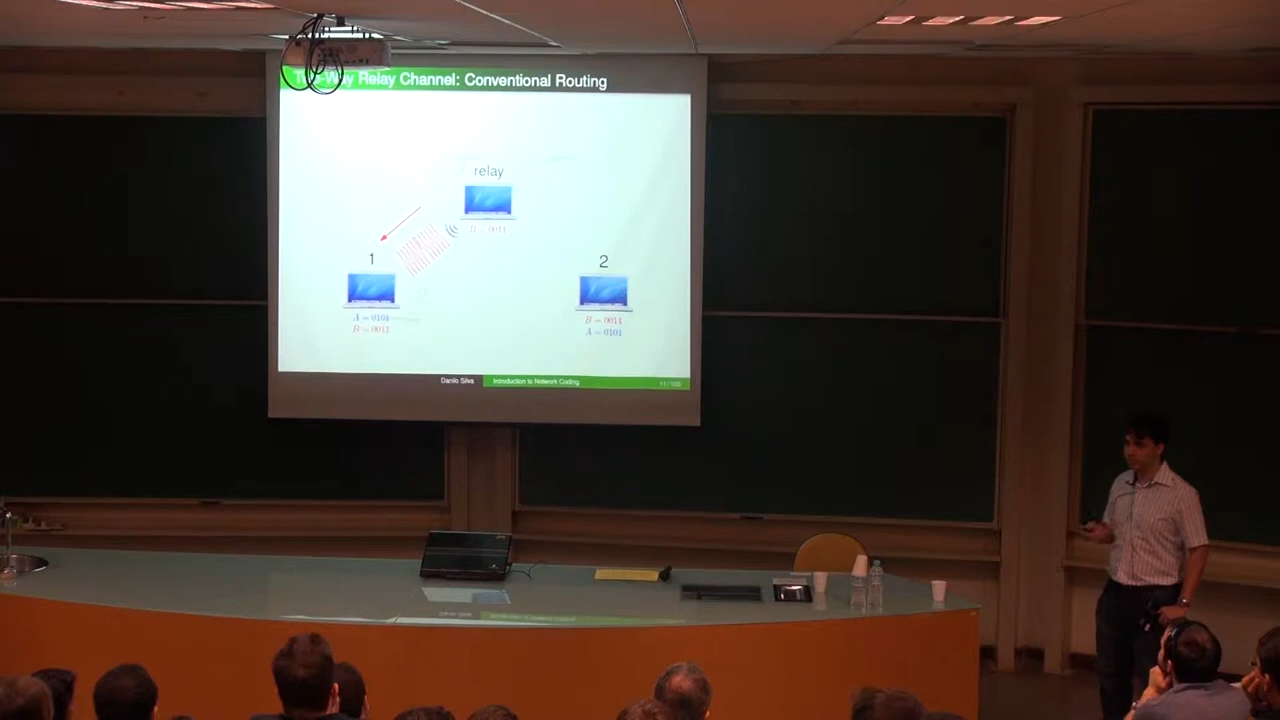 Two-Way Relay Channel: Conventional Routing
relay
B = 0011
1
2
A = 0101
B = 0011
B = 0011
A = 0101
Danilo Silva
Introduction to Network Coding